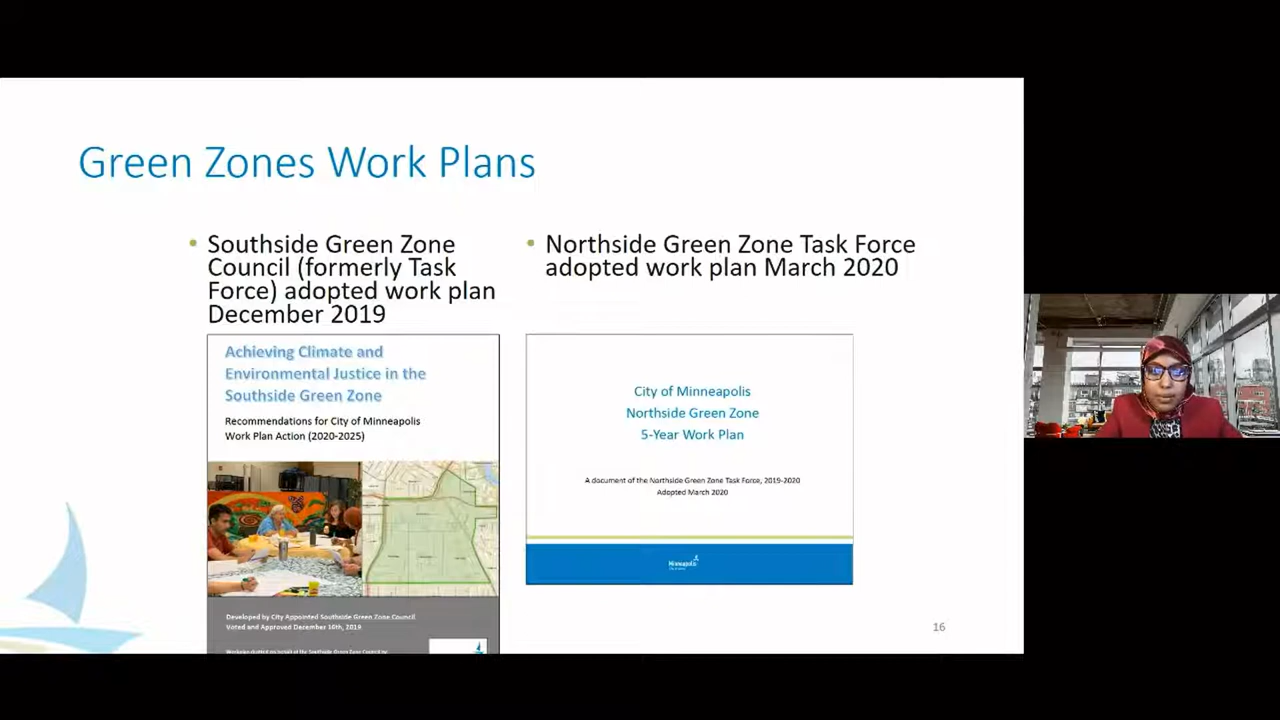 Green Zones Work Plans
• Southside Green Zone
Council (formerly Task
Force) adopted work plan
December 2019
• Northside Green Zone Task Force
adopted work plan March 2020
Achieving Climate and
Environmental Justice in the
Southside Green Zone
Recommendations for City of Minneapolis
Work Plan Action (2020-2025)
Developed by City Appointed Southside Green Zone Council
Voted and Approved December 16th, 2019
City of Minneapolis
Northside Green Zone
5-Year Work Plan
A document of the Northside Green Zone Task Force, 2019-2020
Adopted March 2020
Minneapolis
16